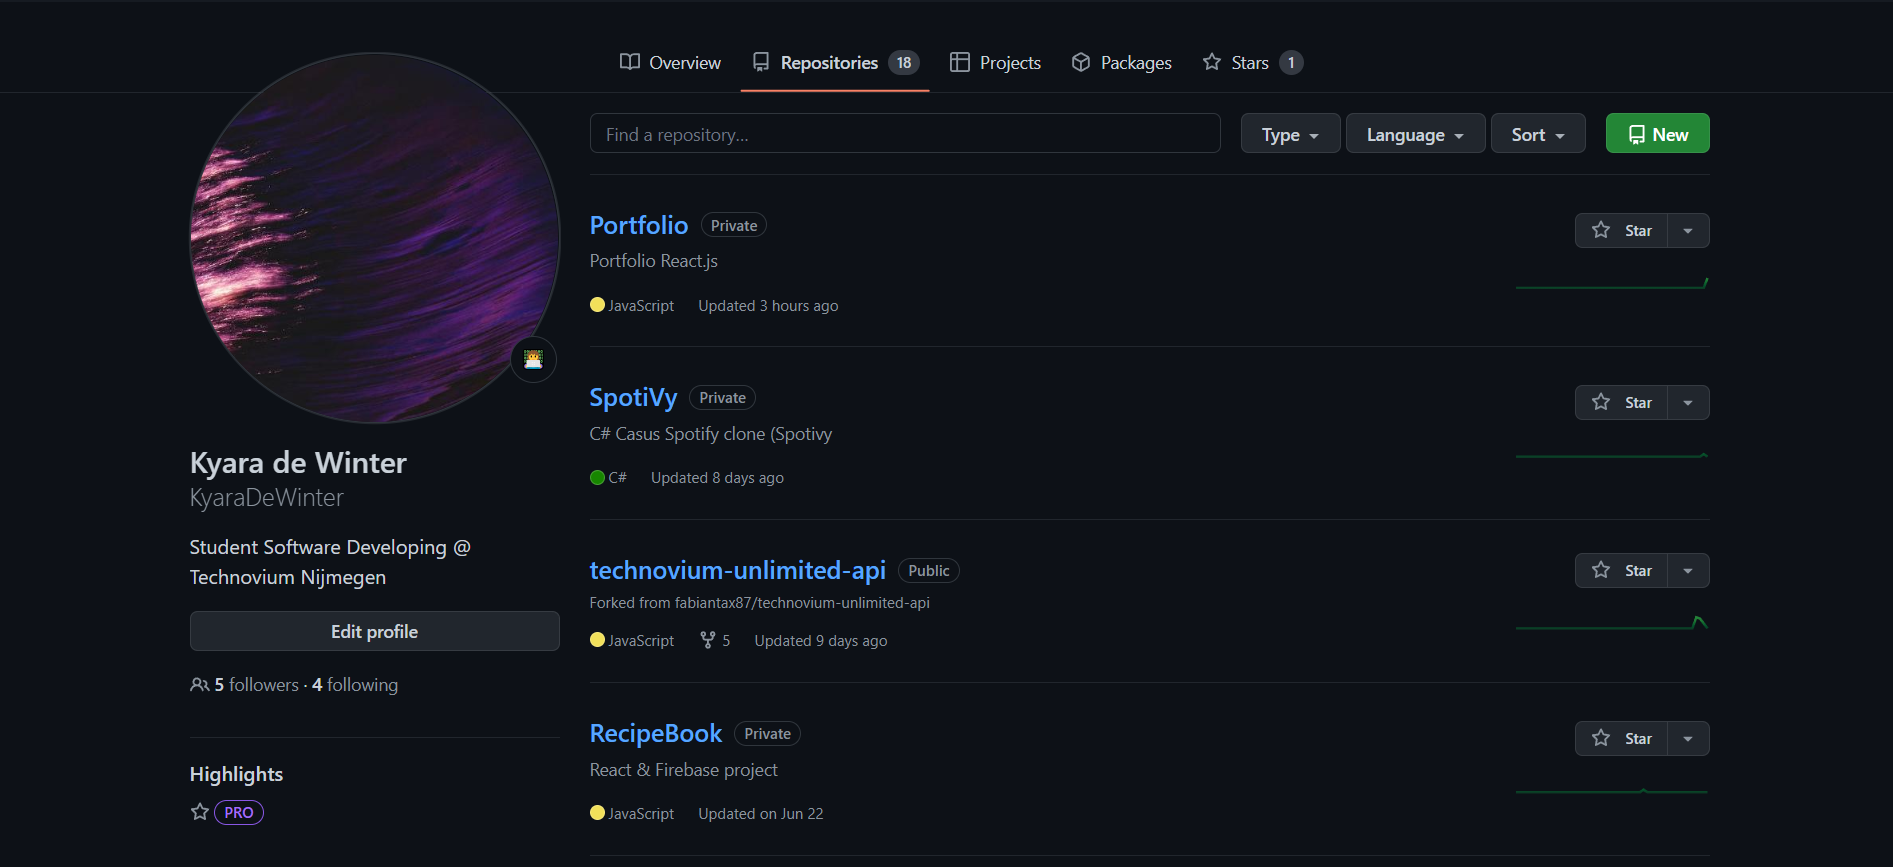 Overview Repositories 18 Projects Packages Stars 1
Find a repository... Type Language Sort New
Kyara de Winter
KyaraDeWinter
Student Software Developing @
Technovium Nijmegen
Edit profile
5 followers · 4 following
Highlights
PRO
Portfolio Private Star
Portfolio React.js
JavaScript Updated 3 hours ago
SpotiVy Private Star
C# Casus Spotify clone (Spotivy
C# Updated 8 days ago
technovium-unlimited-api Public Star
Forked from fabiantax87/technovium-unlimited-api
JavaScript 5 Updated 9 days ago
RecipeBook Private Star
React & Firebase project
JavaScript Updated on Jun 22